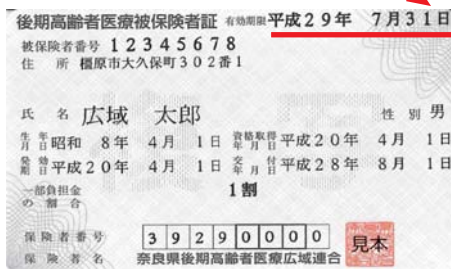 後期高齢者医療被保険者証 有効期限 平成29年 7月31日
被保険者番号 12345678
住 所 橿原市大久保町302番1
氏 名 広域 太郎 性 別 男
生年月日 昭和 8年 4月 1日 資格取得年月日 平成20年 4月 1日
発効期日 平成20年 4月 1日 交付年月日 平成28年 8月 1日
一部負担金の割合 1割
保険者番号 39290000
保険者名 奈良県後期高齢者医療広域連合
見本